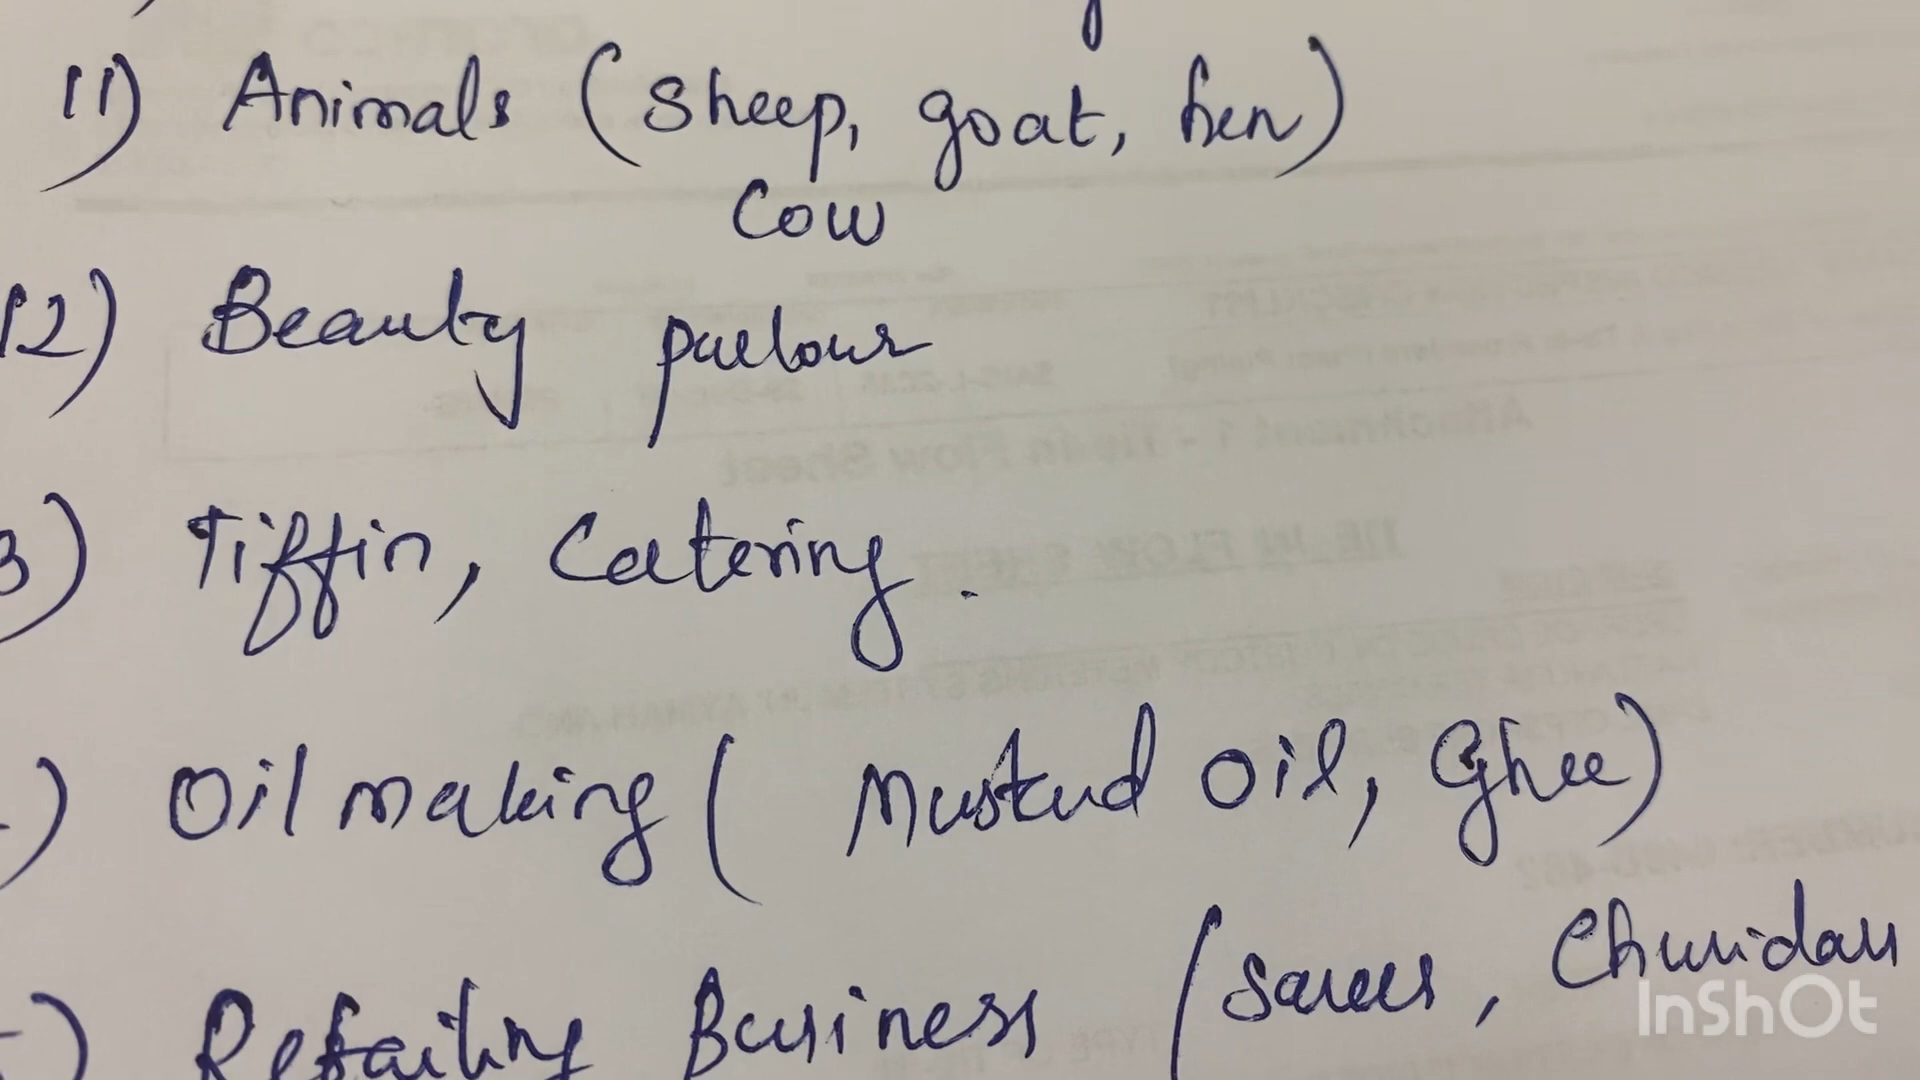 11) Animals (Sheep, goat, hen)
Cow
12) Beauty parlour
3) Tiffin, Catering.
) Oil making ( Mustard oil, Ghee)
) Retailing Business (Sarees, Churidars
InShOt